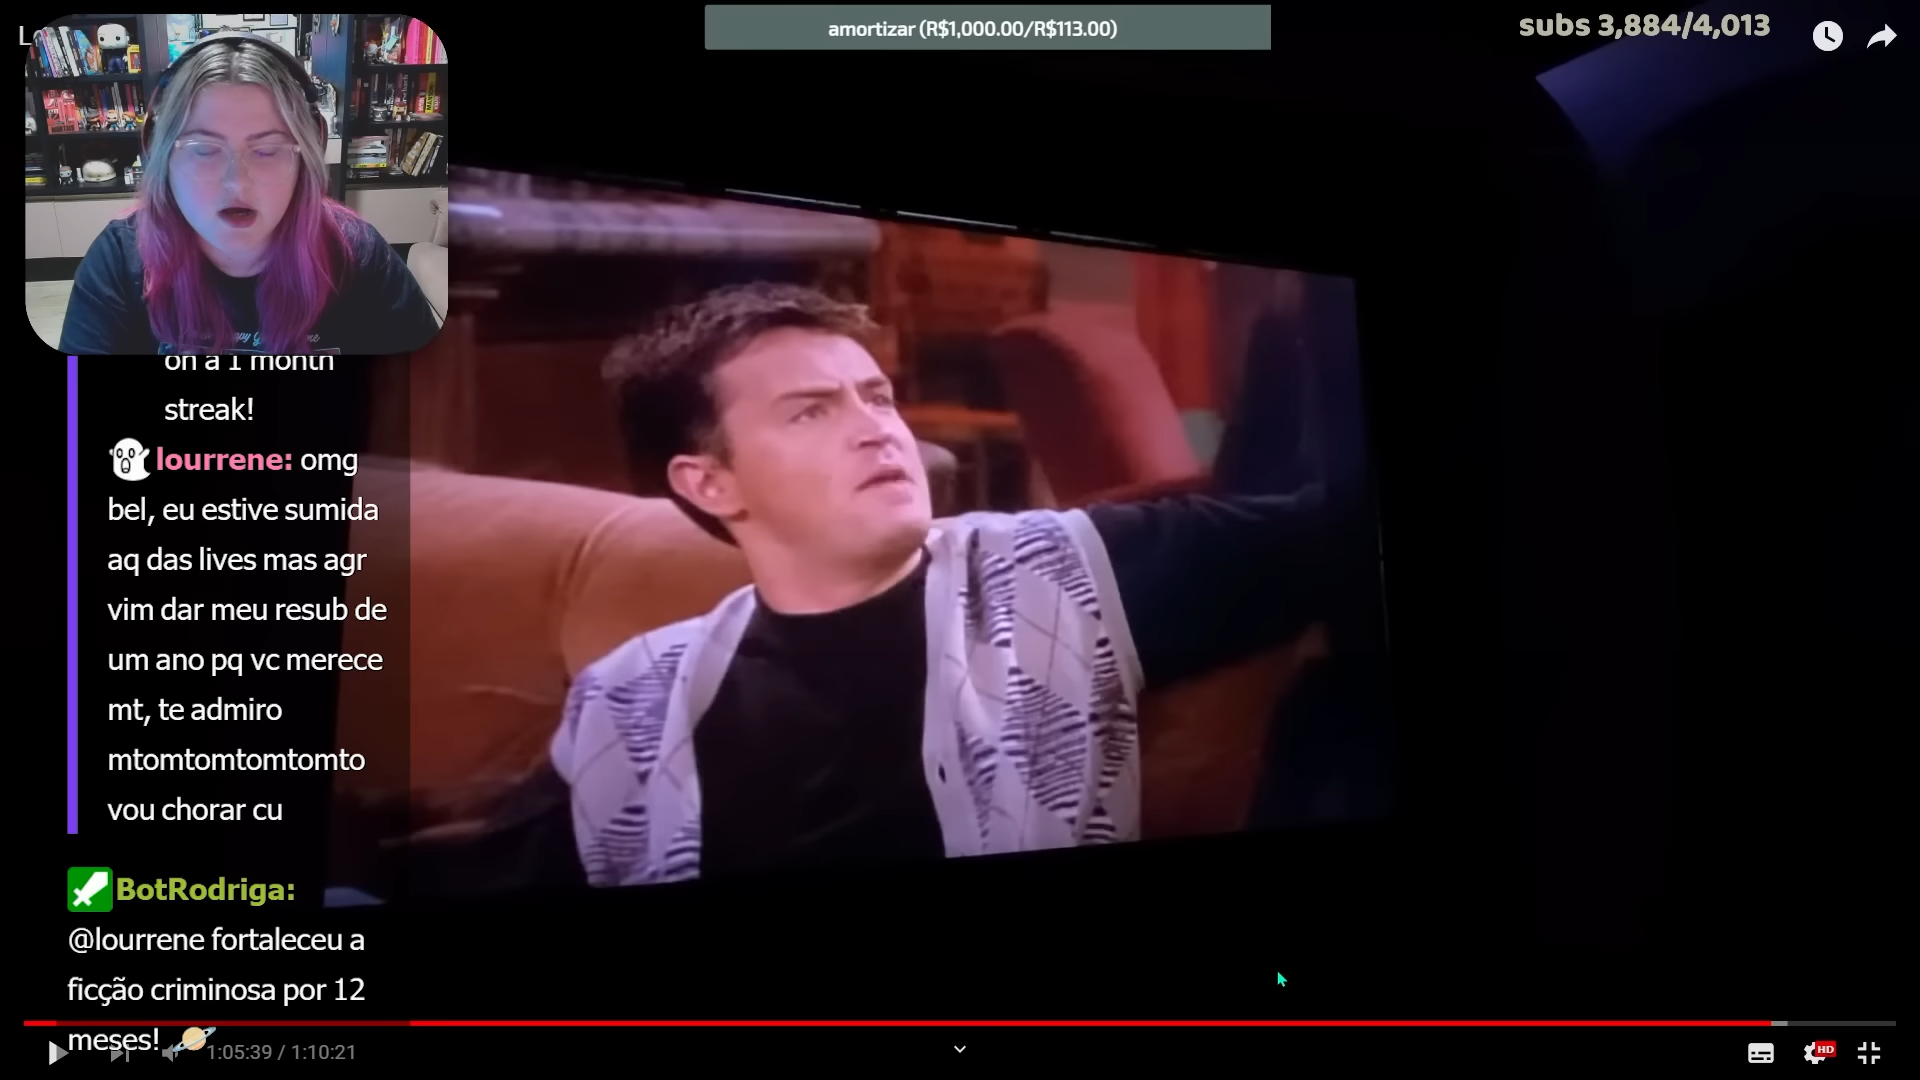 L
amortizar (R$1,000.00/R$113.00)
subs 3,884/4,013
on a 1 month
streak!
lourrene: omg
bel, eu estive sumida
aq das lives mas agr
vim dar meu resub de
um ano pq vc merece
mt, te admiro
mtomtomtomtomto
vou chorar cu
BotRodriga:
@lourrene fortaleceu a
ficção criminosa por 12
meses!
1:05:39 / 1:10:21
HD